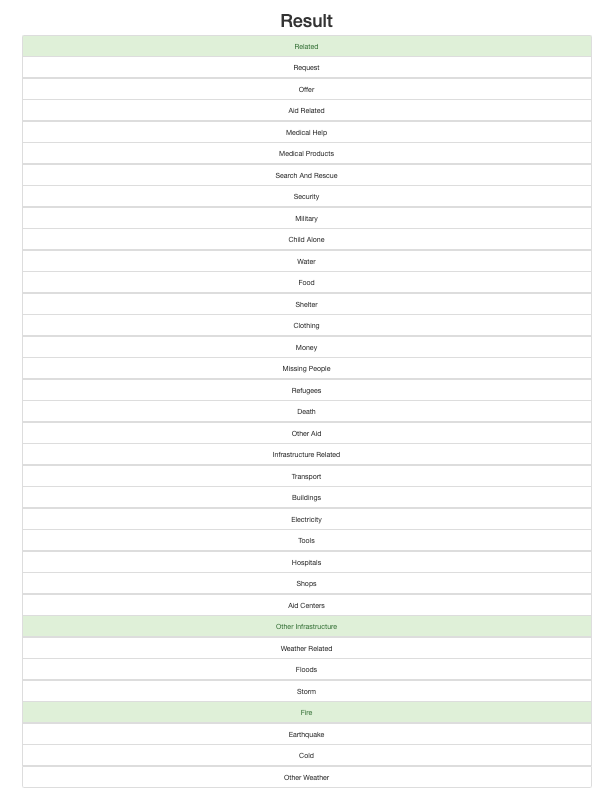 Result
Related
Request
Offer
Aid Related
Medical Help
Medical Products
Search And Rescue
Security
Military
Child Alone
Water
Food
Shelter
Clothing
Money
Missing People
Refugees
Death
Other Aid
Infrastructure Related
Transport
Buildings
Electricity
Tools
Hospitals
Shops
Aid Centers
Other Infrastructure
Weather Related
Floods
Storm
Fire
Earthquake
Cold
Other Weather